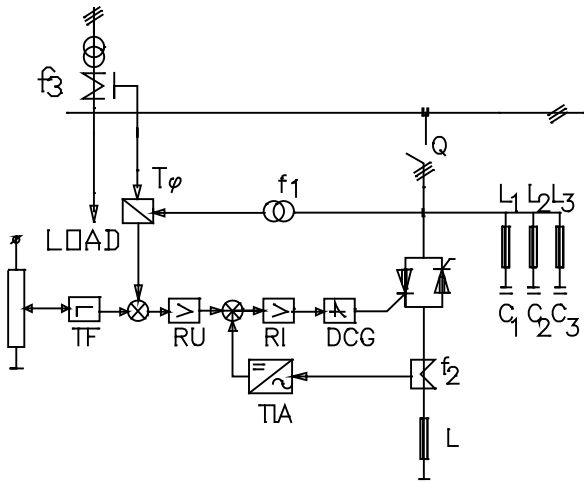 f3
Q
Tφ
f1
L1 L2 L3
LOAD
C1 C2 C3
TF RU RI DCG
f2
TIA
L